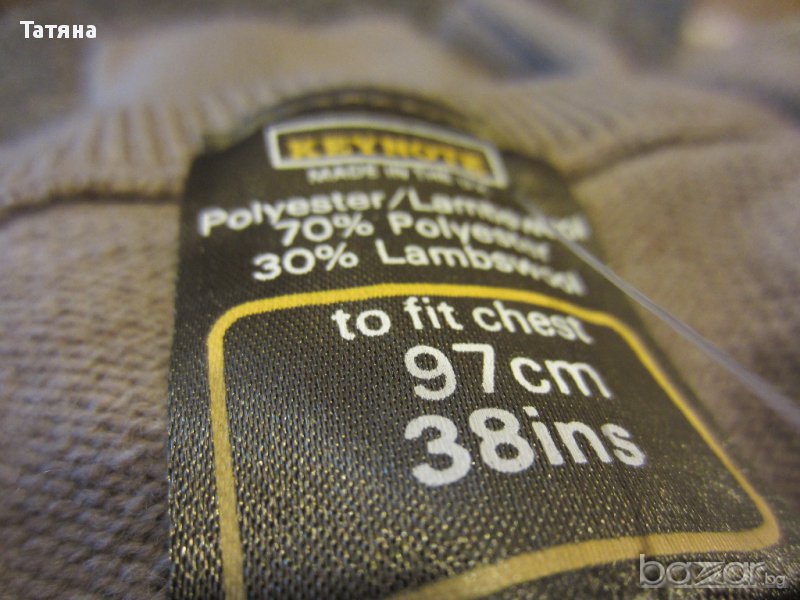 Татяна
KEYNOTE
MADE IN THE U.K.
Polyester/Lambswool
70% Polyester
30% Lambswool
to fit chest
97cm
38ins
bazar.bg